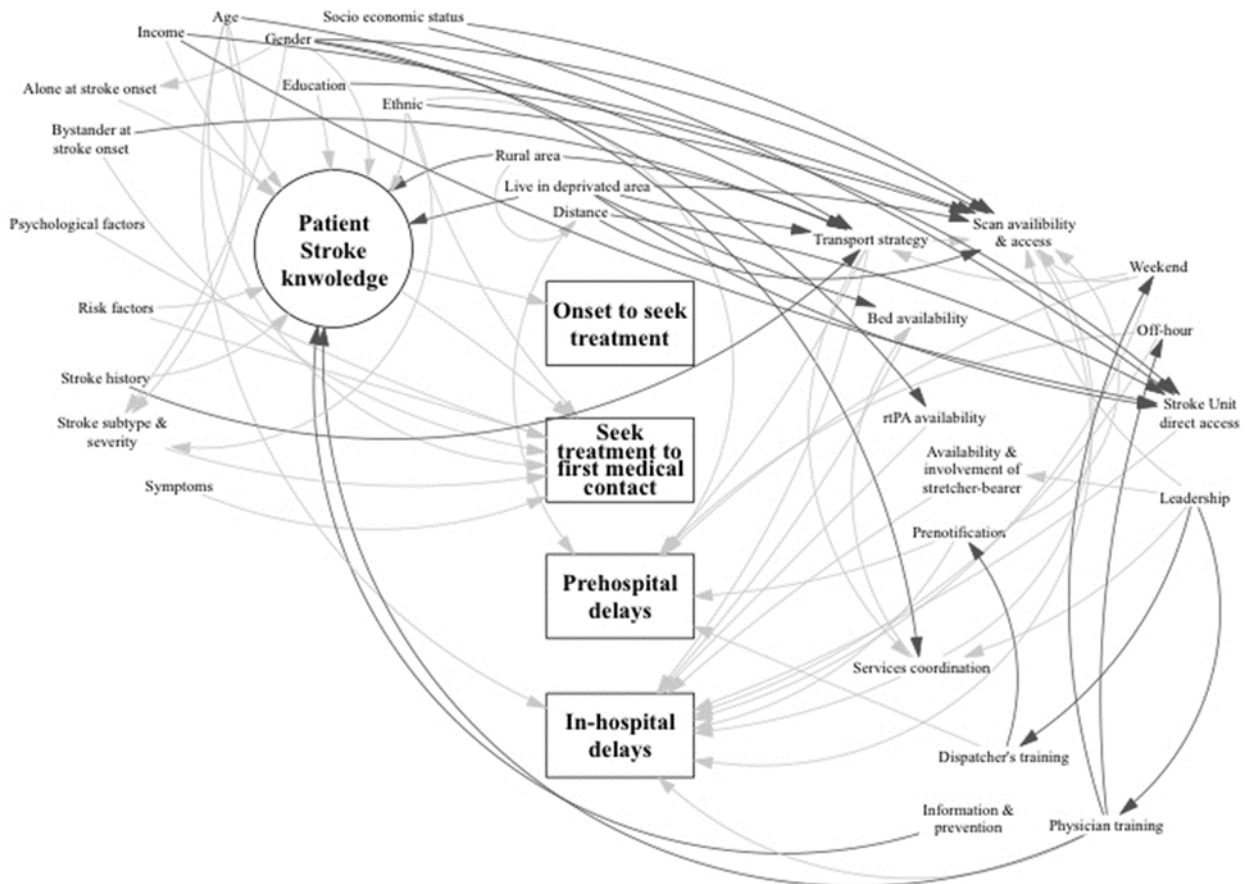 Age
Socio economic status
Income
Gender
Alone at stroke onset
Education
Ethnic
Bystander at
stroke onset
Rural area
Live in deprivated area
Distance
Psychological factors
Patient
Stroke
knwoledge
Transport strategy
Scan availibility
& access
Weekend
Risk factors
Onset to seek
treatment
Bed availability
Off-hour
Stroke history
Stroke subtype &
severity
Seek
treatment to
first medical
contact
rtPA availability
Stroke Unit
direct access
Availability &
involvement of
stretcher-bearer
Symptoms
Leadership
Prenotification
Prehospital
delays
Services coordination
In-hospital
delays
Dispatcher's training
Information &
prevention
Physician training